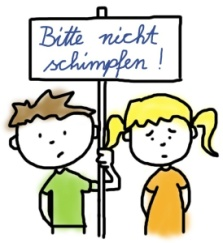 Bitte nicht
schimpfen !